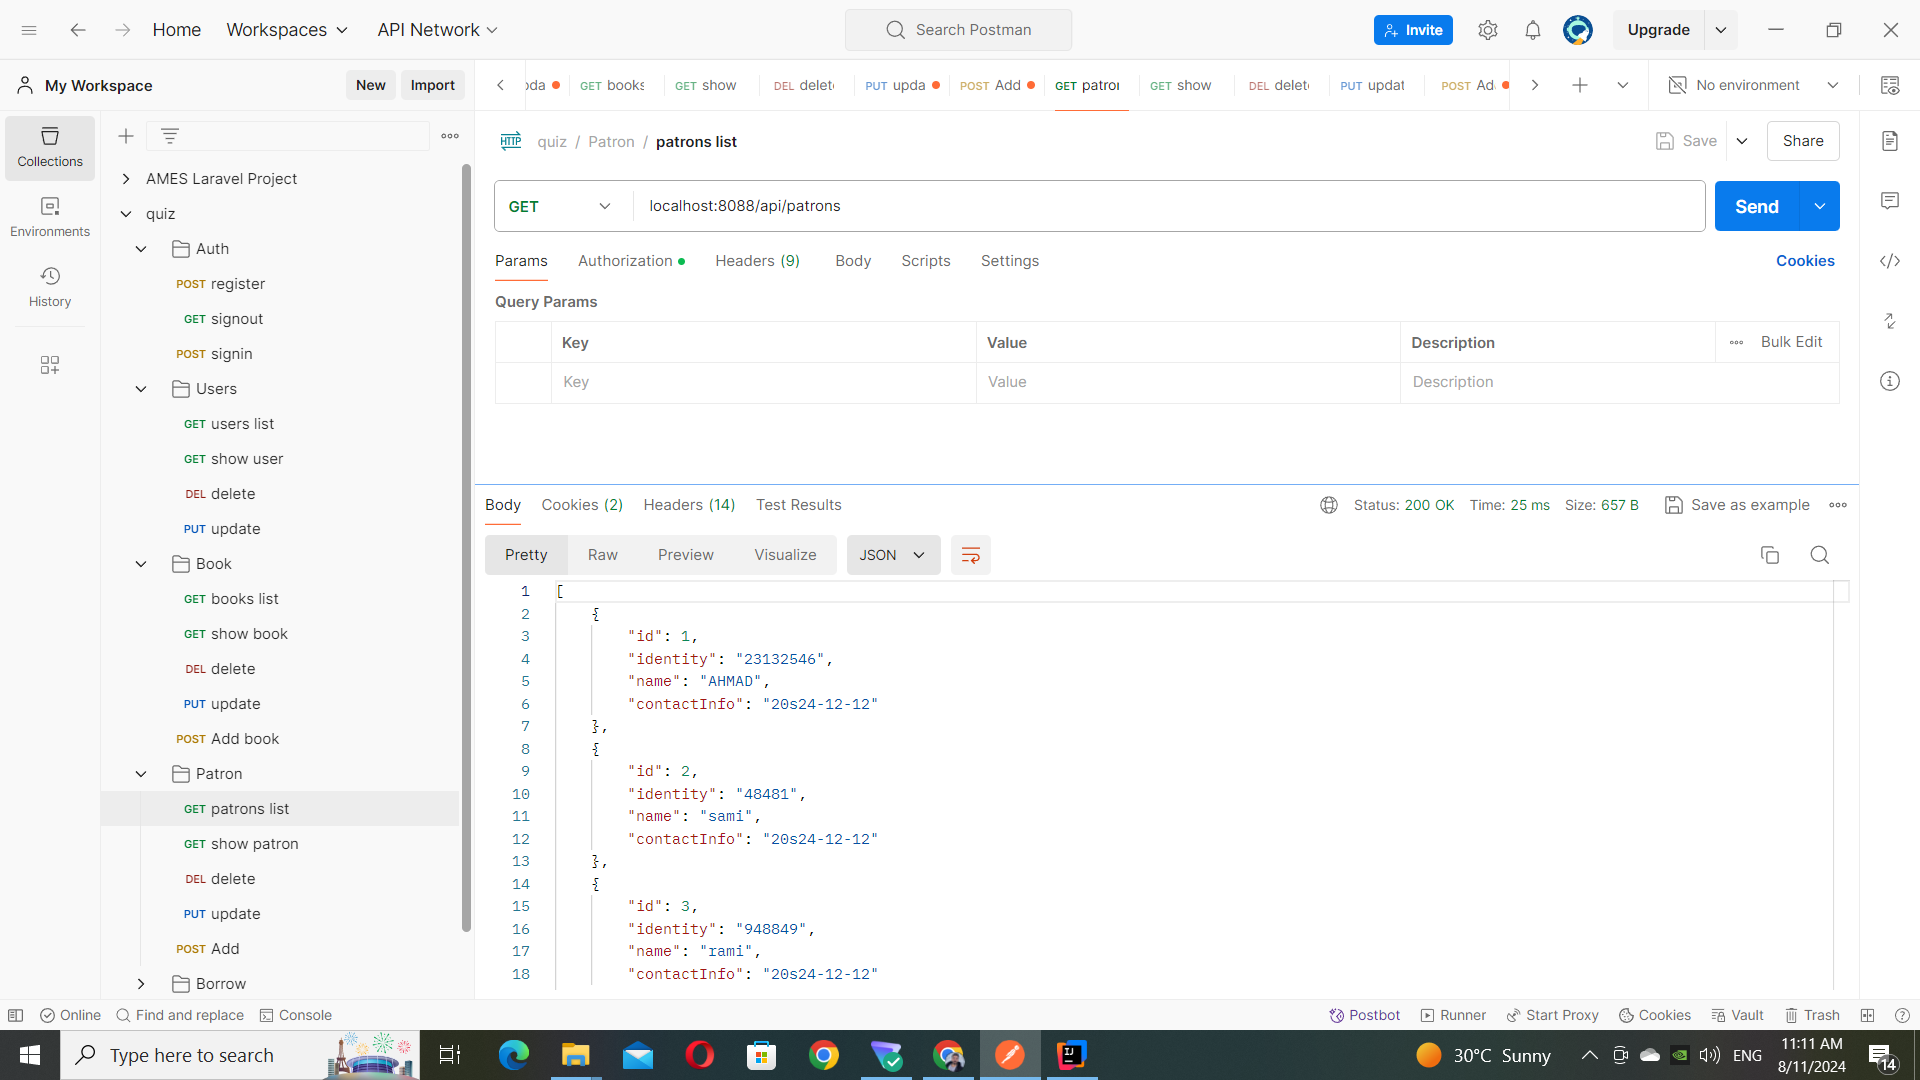 Home Workspaces API Network Search Postman Invite Upgrade
My Workspace New Import
GET books GET show DEL delet PUT upda POST Add GET patro GET show DEL delet PUT updat POST Ad No environment
Collections
Environments
History
AMES Laravel Project
quiz
Auth
POST register
GET signout
POST signin
Users
GET users list
GET show user
DEL delete
PUT update
Book
GET books list
GET show book
DEL delete
PUT update
POST Add book
Patron
GET patrons list
GET show patron
DEL delete
PUT update
POST Add
Borrow
HTTP quiz / Patron / patrons list Save Share
GET localhost:8088/api/patrons Send
Params Authorization Headers (9) Body Scripts Settings Cookies
Query Params
Key Value Description Bulk Edit
Key Value Description
Body Cookies (2) Headers (14) Test Results Status: 200 OK Time: 25 ms Size: 657 B Save as example
Pretty Raw Preview Visualize JSON
1 [
2 {
3 "id": 1,
4 "identity": "23132546",
5 "name": "AHMAD",
6 "contactInfo": "20s24-12-12"
7 },
8 {
9 "id": 2,
10 "identity": "48481",
11 "name": "sami",
12 "contactInfo": "20s24-12-12"
13 },
14 {
15 "id": 3,
16 "identity": "948849",
17 "name": "rami",
18 "contactInfo": "20s24-12-12"
Online Find and replace Console Postbot Runner Start Proxy Cookies Vault Trash
Type here to search 30°C Sunny ENG 11:11 AM
8/11/2024 14